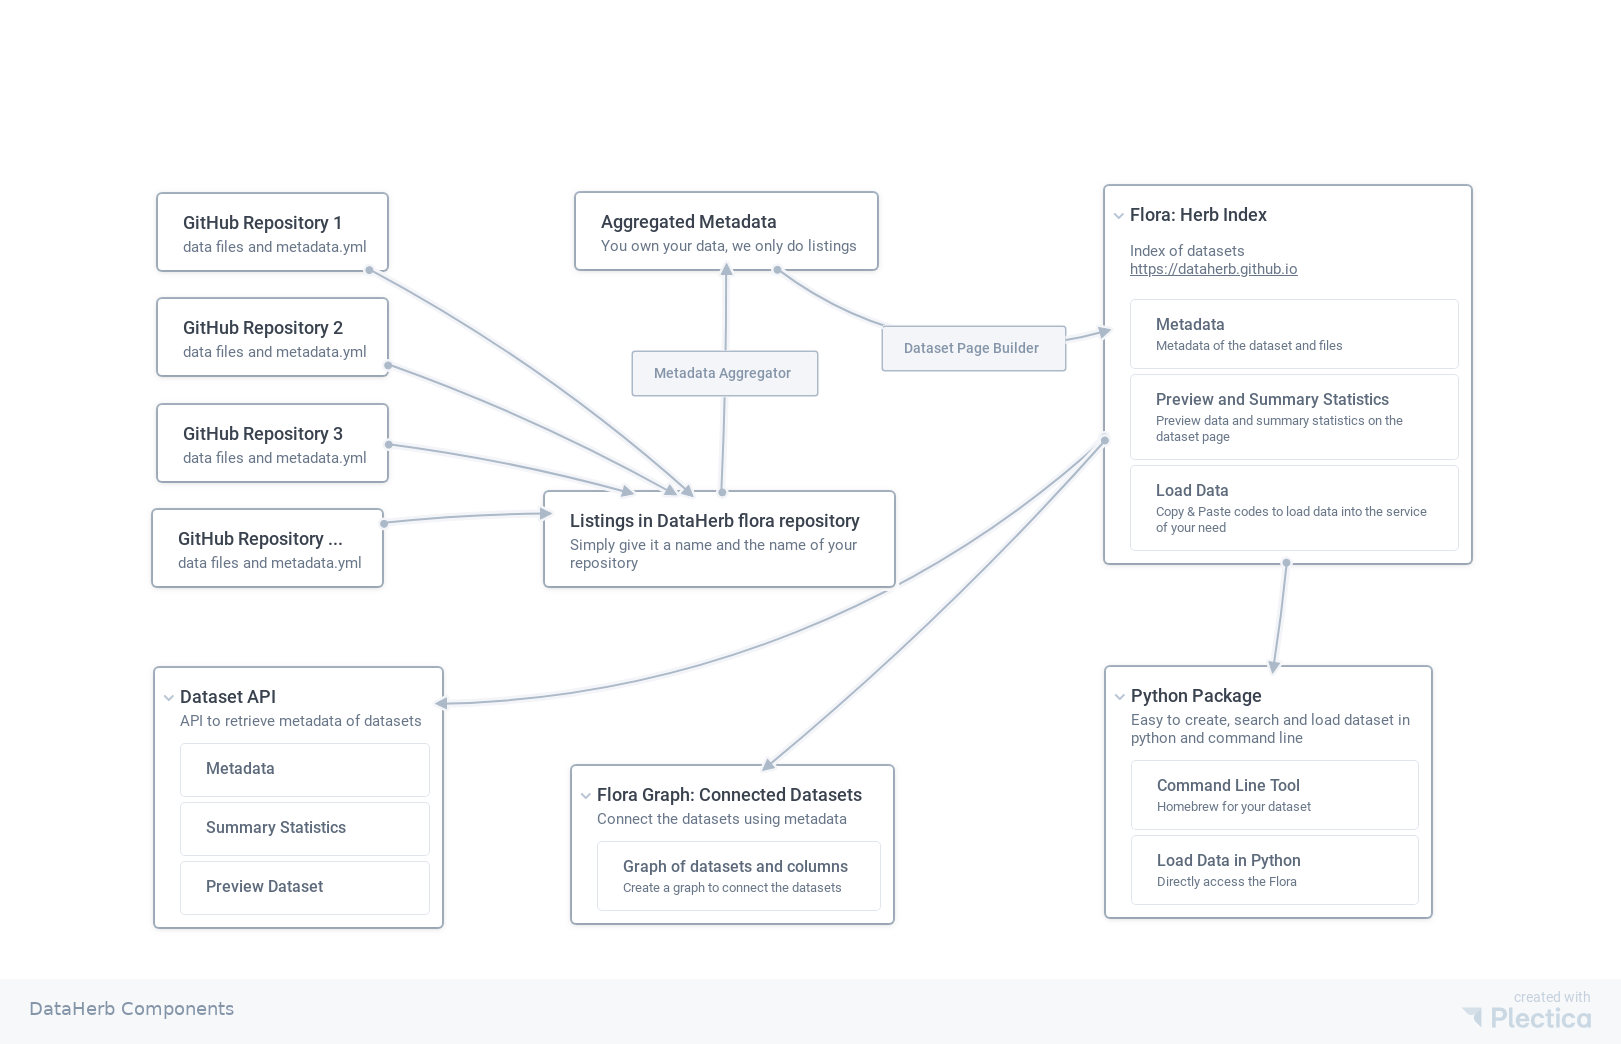 GitHub Repository 1
data files and metadata.yml
GitHub Repository 2
data files and metadata.yml
GitHub Repository 3
data files and metadata.yml
GitHub Repository ...
data files and metadata.yml
Aggregated Metadata
You own your data, we only do listings
Metadata Aggregator
Dataset Page Builder
Listings in DataHerb flora repository
Simply give it a name and the name of your
repository
Flora: Herb Index
Index of datasets
https://dataherb.github.io
Metadata
Metadata of the dataset and files
Preview and Summary Statistics
Preview data and summary statistics on the
dataset page
Load Data
Copy & Paste codes to load data into the service
of your need
Dataset API
API to retrieve metadata of datasets
Metadata
Summary Statistics
Preview Dataset
Flora Graph: Connected Datasets
Connect the datasets using metadata
Graph of datasets and columns
Create a graph to connect the datasets
Python Package
Easy to create, search and load dataset in
python and command line
Command Line Tool
Homebrew for your dataset
Load Data in Python
Directly access the Flora
DataHerb Components
created with
Plectica